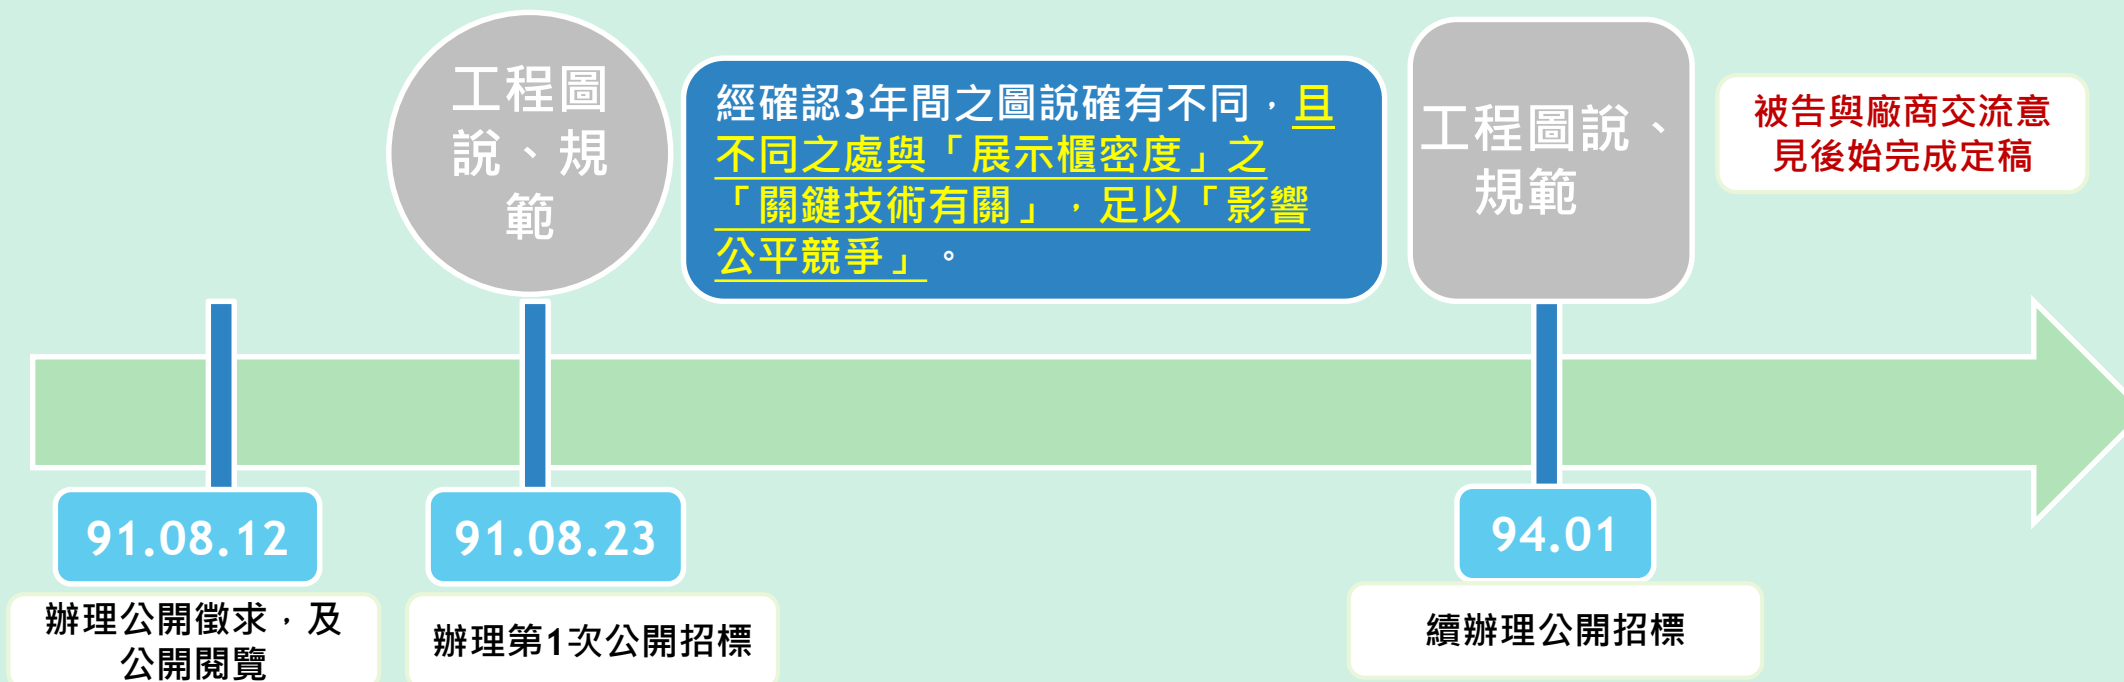 工程圖
說、規
範
經確認3年間之圖說確有不同，且
不同之處與「展示櫃密度」之
「關鍵技術有關」，足以「影響
公平競爭」。
工程圖說、
規範
被告與廠商交流意
見後始完成定稿
91.08.12
辦理公開徵求，及
公開閱覽
91.08.23
辦理第1次公開招標
94.01
續辦理公開招標